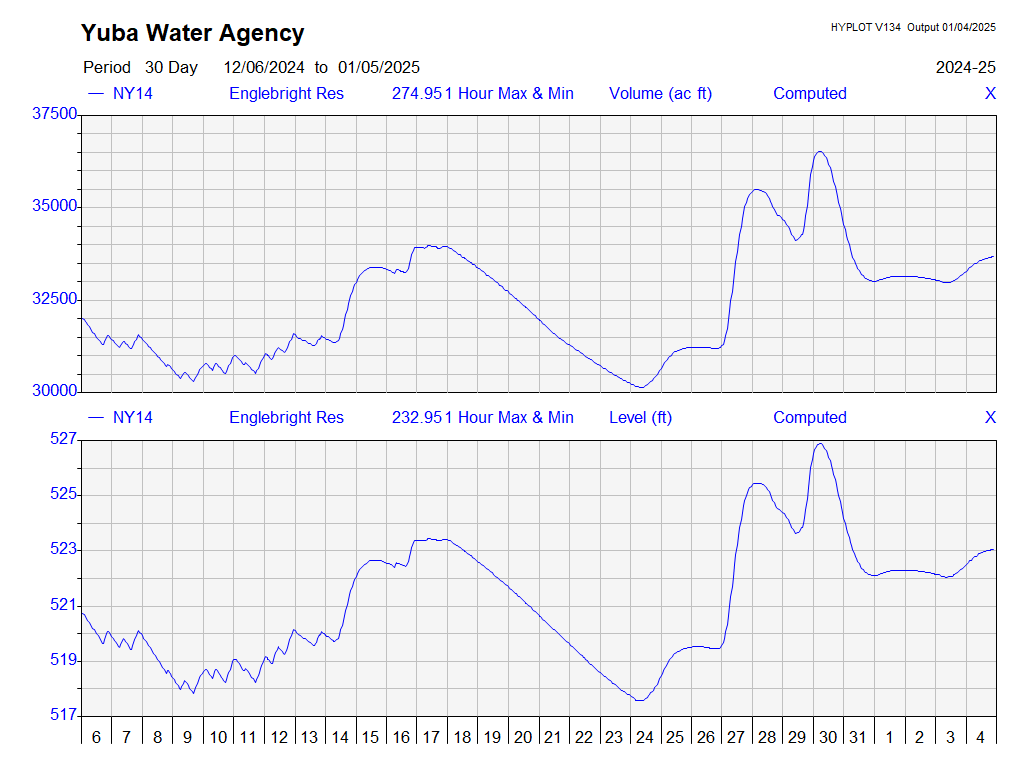 Yuba Water Agency
HYPLOT V134 Output 01/04/2025
Period 30 Day 12/06/2024 to 01/05/2025
2024-25
NY14 Englebright Res 274.951 Hour Max & Min Volume (ac ft) Computed X
37500
35000
32500
30000
NY14 Englebright Res 232.951 Hour Max & Min Level (ft) Computed X
527
525
523
521
519
517
6 7 8 9 10 11 12 13 14 15 16 17 18 19 20 21 22 23 24 25 26 27 28 29 30 31 1 2 3 4